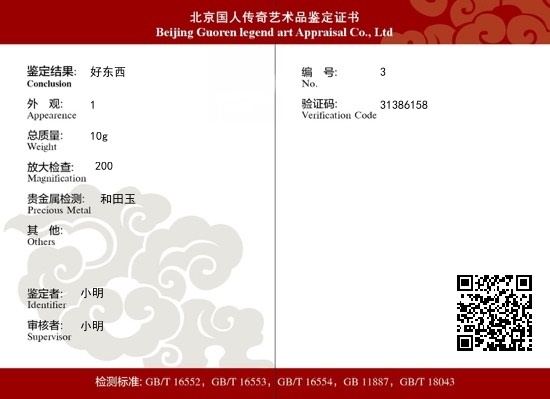 北京国人传奇艺术品鉴定证书
Beijing Guoren legend art Appraisal Co., Ltd
鉴定结果: 好东西
Conclusion
外 观: 1
Appearence
总质量: 10g
Weight
放大检查: 200
Magnification
贵金属检测: 和田玉
Precious Metal
其 他:
Others
鉴定者: 小明
Identifier
审核者: 小明
Supervisor
编 号: 3
No.
验证码: 31386158
Verification Code
检测标准: GB/T 16552, GB/T 16553, GB/T 16554, GB 11887, GB/T 18043